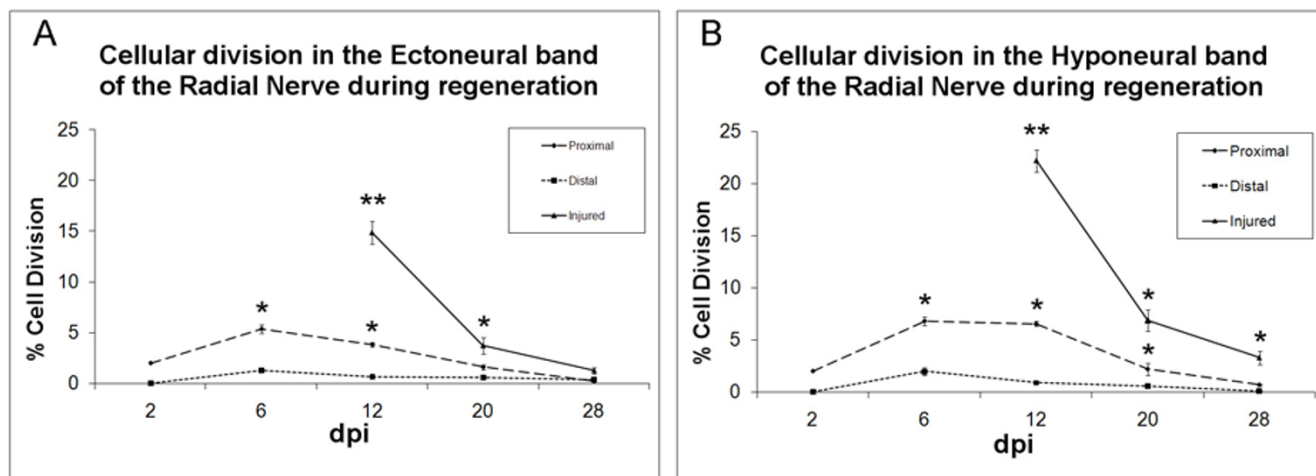 A
Cellular division in the Ectoneural band
of the Radial Nerve during regeneration
25
20
15
10
5
0
% Cell Division
Proximal
Distal
Injured
**
*
*
*
2 6 12 20 28
dpi
B
Cellular division in the Hyponeural band
of the Radial Nerve during regeneration
25
20
15
10
5
0
% Cell Division
Proximal
Distal
Injured
**
*
*
*
*
*
2 6 12 20 28
dpi